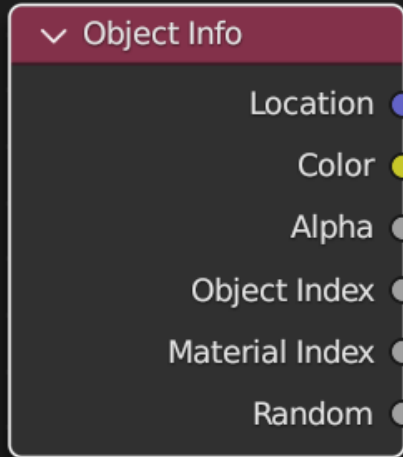 Object Info
Location
Color
Alpha
Object Index
Material Index
Random